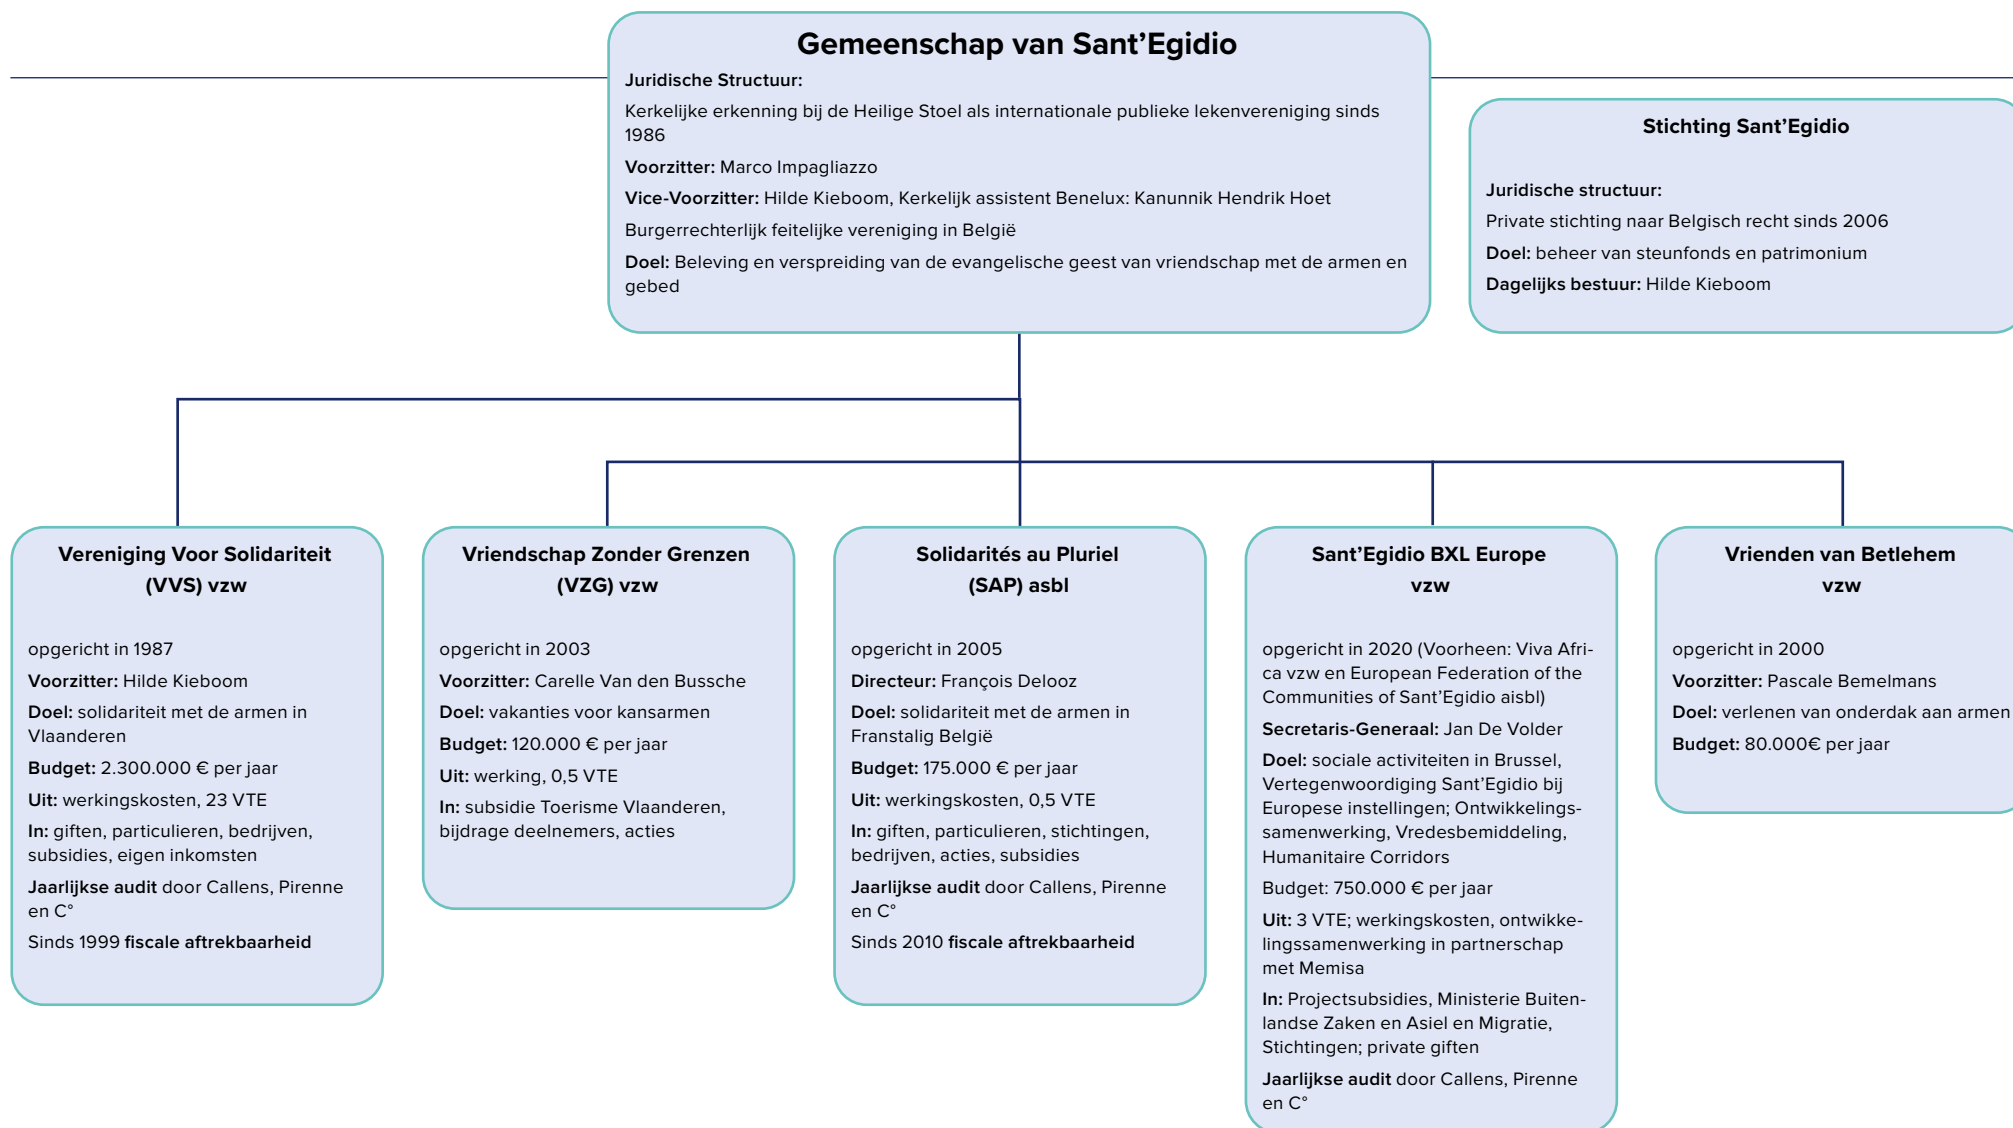 Gemeenschap van Sant’Egidio
Juridische Structuur:
Kerkelijke erkenning bij de Heilige Stoel als internationale publieke lekenvereniging sinds
1986
Voorzitter: Marco Impagliazzo
Vice-Voorzitter: Hilde Kieboom, Kerkelijk assistent Benelux: Kanunnik Hendrik Hoet
Burgerrechterlijk feitelijke vereniging in België
Doel: Beleving en verspreiding van de evangelische geest van vriendschap met de armen en
gebed
Stichting Sant’Egidio
Juridische structuur:
Private stichting naar Belgisch recht sinds 2006
Doel: beheer van steunfonds en patrimonium
Dagelijks bestuur: Hilde Kieboom
Vereniging Voor Solidariteit
(VVS) vzw
opgericht in 1987
Voorzitter: Hilde Kieboom
Doel: solidariteit met de armen in
Vlaanderen
Budget: 2.300.000 € per jaar
Uit: werkingskosten, 23 VTE
In: giften, particulieren, bedrijven,
subsidies, eigen inkomsten
Jaarlijkse audit door Callens, Pirenne
en C°
Sinds 1999 fiscale aftrekbaarheid
Vriendschap Zonder Grenzen
(VZG) vzw
opgericht in 2003
Voorzitter: Carelle Van den Bussche
Doel: vakanties voor kansarmen
Budget: 120.000 € per jaar
Uit: werking, 0,5 VTE
In: subsidie Toerisme Vlaanderen,
bijdrage deelnemers, acties
Solidarités au Pluriel
(SAP) asbl
opgericht in 2005
Directeur: François Delooz
Doel: solidariteit met de armen in
Franstalig België
Budget: 175.000 € per jaar
Uit: werkingskosten, 0,5 VTE
In: giften, particulieren, stichtingen,
bedrijven, acties, subsidies
Jaarlijkse audit door Callens, Pirenne
en C°
Sinds 2010 fiscale aftrekbaarheid
Sant’Egidio BXL Europe
vzw
opgericht in 2020 (Voorheen: Viva Afri-
ca vzw en European Federation of the
Communities of Sant’Egidio aisbl)
Secretaris-Generaal: Jan De Volder
Doel: sociale activiteiten in Brussel,
Vertegenwoordiging Sant’Egidio bij
Europese instellingen; Ontwikkelings-
samenwerking, Vredesbemiddeling,
Humanitaire Corridors
Budget: 750.000 € per jaar
Uit: 3 VTE; werkingskosten, ontwikke-
lingssamenwerking in partnerschap
met Memisa
In: Projectsubsidies, Ministerie Buiten-
landse Zaken en Asiel en Migratie,
Stichtingen; private giften
Jaarlijkse audit door Callens, Pirenne
en C°
Vrienden van Betlehem
vzw
opgericht in 2000
Voorzitter: Pascale Bemelmans
Doel: verlenen van onderdak aan armen
Budget: 80.000€ per jaar